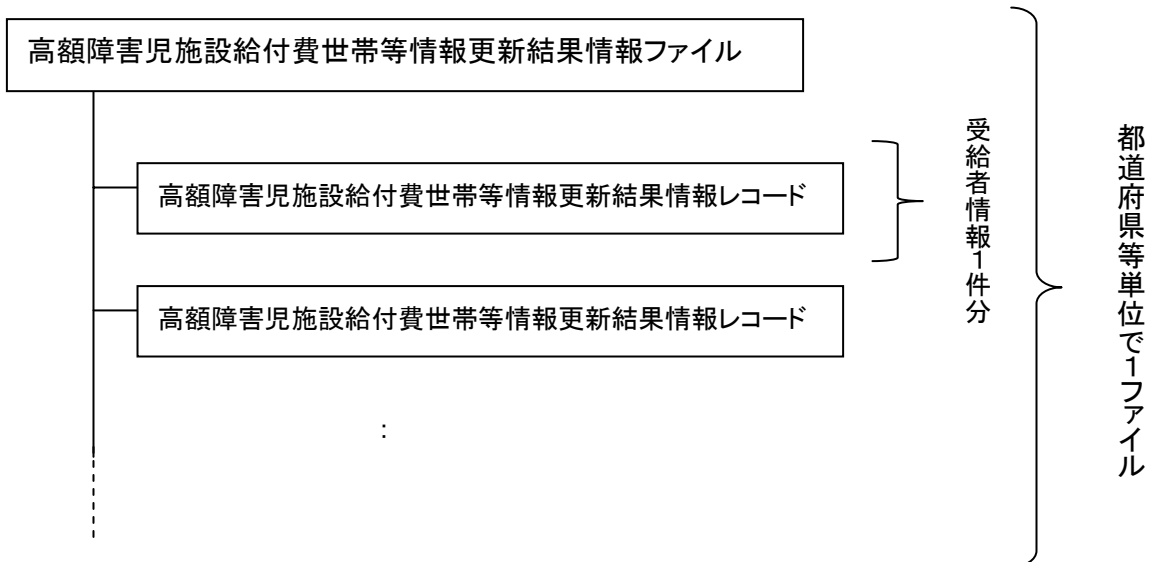 高額障害児施設給付費世帯等情報更新結果情報ファイル
高額障害児施設給付費世帯等情報更新結果情報レコード
高額障害児施設給付費世帯等情報更新結果情報レコード
:
受給者情報1件分
都道府県等単位で1ファイル